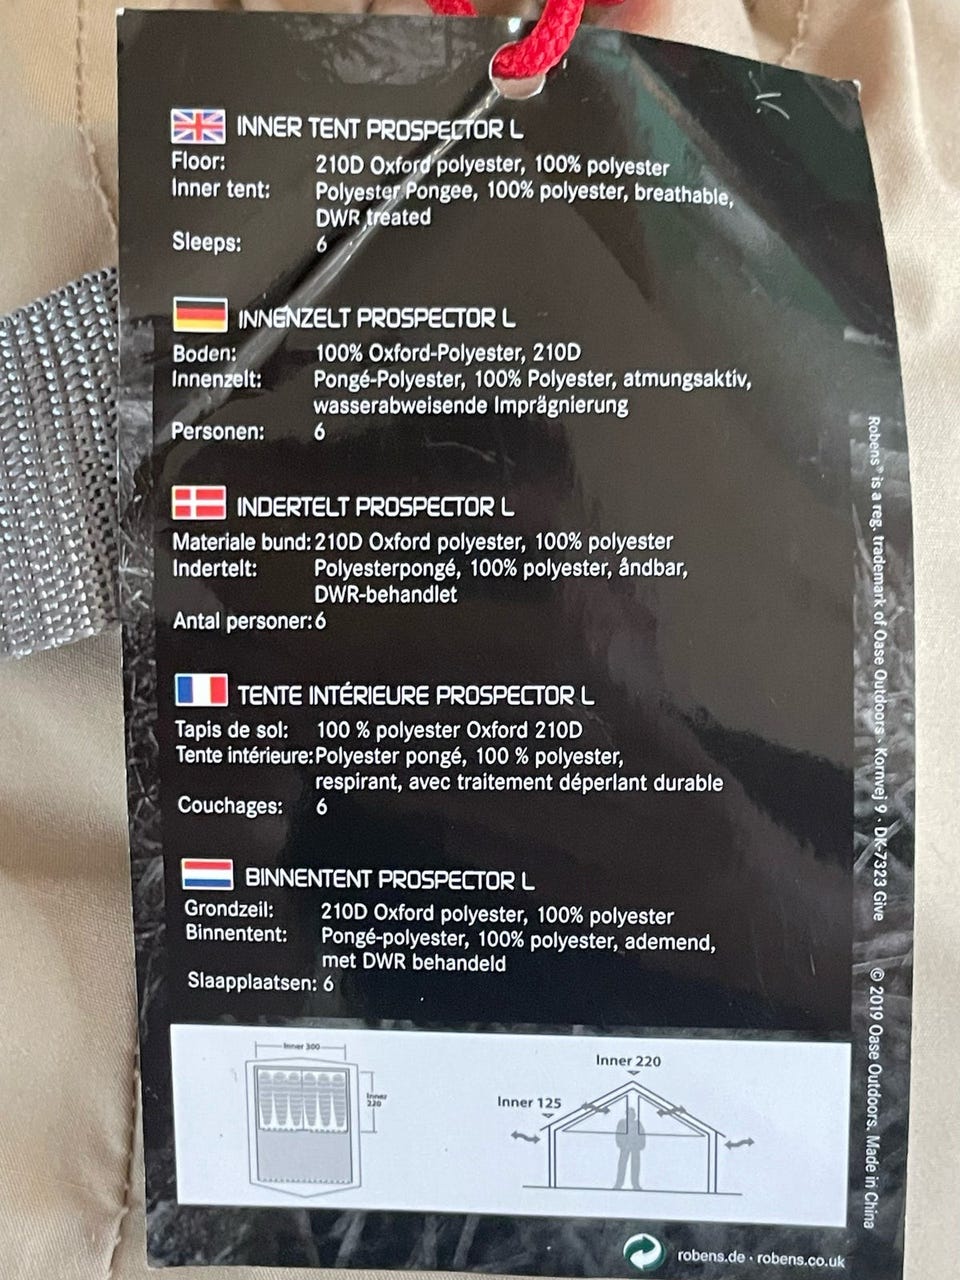 INNER TENT PROSPECTOR L
Floor: 210D Oxford polyester, 100% polyester
Inner tent: Polyester Pongee, 100% polyester, breathable,
DWR treated
Sleeps: 6
INNENZELT PROSPECTOR L
Boden: 100% Oxford-Polyester, 210D
Innenzelt: Pongé-Polyester, 100% Polyester, atmungsaktiv,
wasserabweisende Imprägnierung
Personen: 6
INDERTELT PROSPECTOR L
Materiale bund: 210D Oxford polyester, 100% polyester
Indertelt: Polyesterpongé, 100% polyester, åndbar,
DWR-behandlet
Antal personer: 6
TENTE INTÉRIEURE PROSPECTOR L
Tapis de sol: 100 % polyester Oxford 210D
Tente intérieure: Polyester pongé, 100 % polyester,
respirant, avec traitement déperlant durable
Couchages: 6
BINNENTENT PROSPECTOR L
Grondzeil: 210D Oxford polyester, 100% polyester
Binnentent: Pongé-polyester, 100% polyester, ademend,
met DWR behandeld
Slaapplaatsen: 6
Inner 300
Inner
220
Inner 220
Inner 125
robens.de · robens.co.uk
Robens® is a reg. trademark of Oase Outdoors · Kornvej 9 · DK-7323 Give © 2019 Oase Outdoors. Made in China